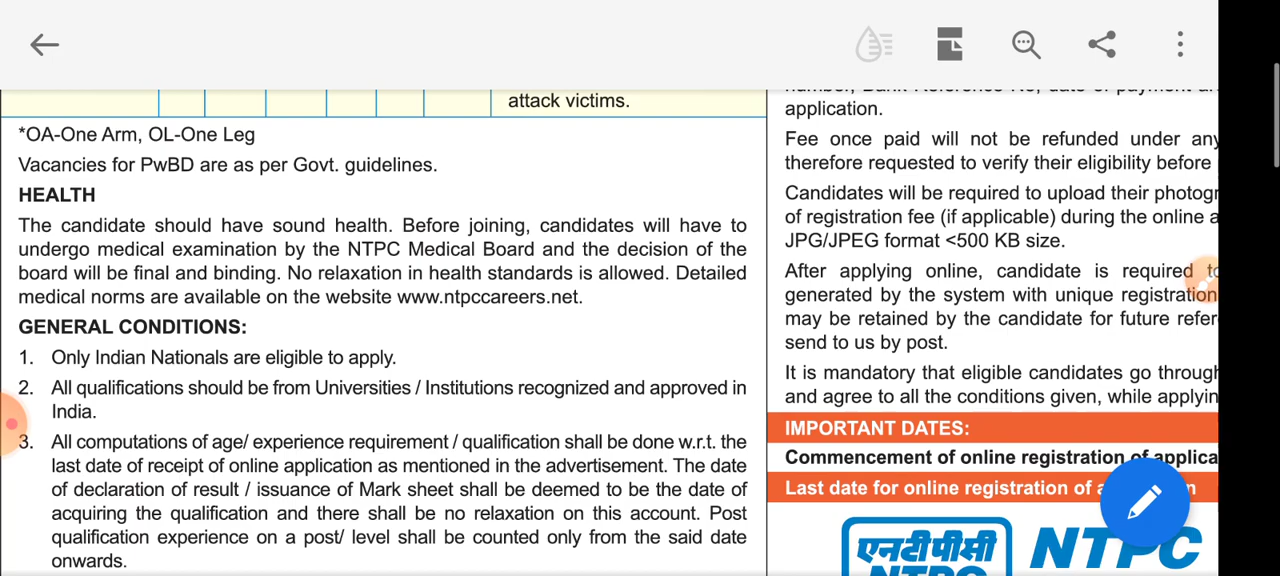 attack victims.
*OA-One Arm, OL-One Leg
Vacancies for PwBD are as per Govt. guidelines.
HEALTH
The candidate should have sound health. Before joining, candidates will have to
undergo medical examination by the NTPC Medical Board and the decision of the
board will be final and binding. No relaxation in health standards is allowed. Detailed
medical norms are available on the website www.ntpccareers.net.
GENERAL CONDITIONS:
1. Only Indian Nationals are eligible to apply.
2. All qualifications should be from Universities / Institutions recognized and approved in
India.
3. All computations of age/ experience requirement / qualification shall be done w.r.t. the
last date of receipt of online application as mentioned in the advertisement. The date
of declaration of result / issuance of Mark sheet shall be deemed to be the date of
acquiring the qualification and there shall be no relaxation on this account. Post
qualification experience on a post/ level shall be counted only from the said date
onwards.
application.
Fee once paid will not be refunded under any
therefore requested to verify their eligibility before
Candidates will be required to upload their photogr
of registration fee (if applicable) during the online a
JPG/JPEG format <500 KB size.
After applying online, candidate is required to
generated by the system with unique registration
may be retained by the candidate for future refer
send to us by post.
It is mandatory that eligible candidates go through
and agree to all the conditions given, while applyin
IMPORTANT DATES:
Commencement of online registration of applica
Last date for online registration of
एनटीपीसी
NTPC
NTPC